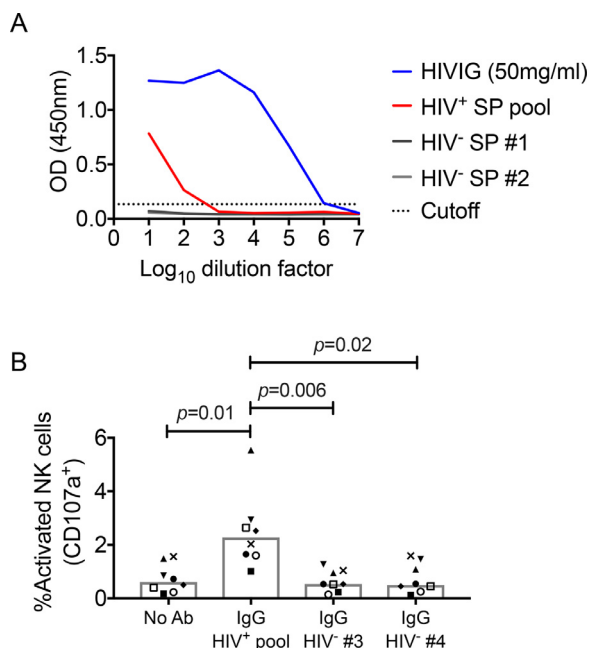 A
OD (450nm)
1.5
1.0
0.5
0.0
0 1 2 3 4 5 6 7
Log₁₀ dilution factor
HIVIG (50mg/ml)
HIV⁺ SP pool
HIV⁻ SP #1
HIV⁻ SP #2
Cutoff
B
p=0.02
p=0.006
p=0.01
%Activated NK cells
(CD107a⁺)
6
4
2
0
No Ab
IgG
HIV⁺ pool
IgG
HIV⁻ #3
IgG
HIV⁻ #4